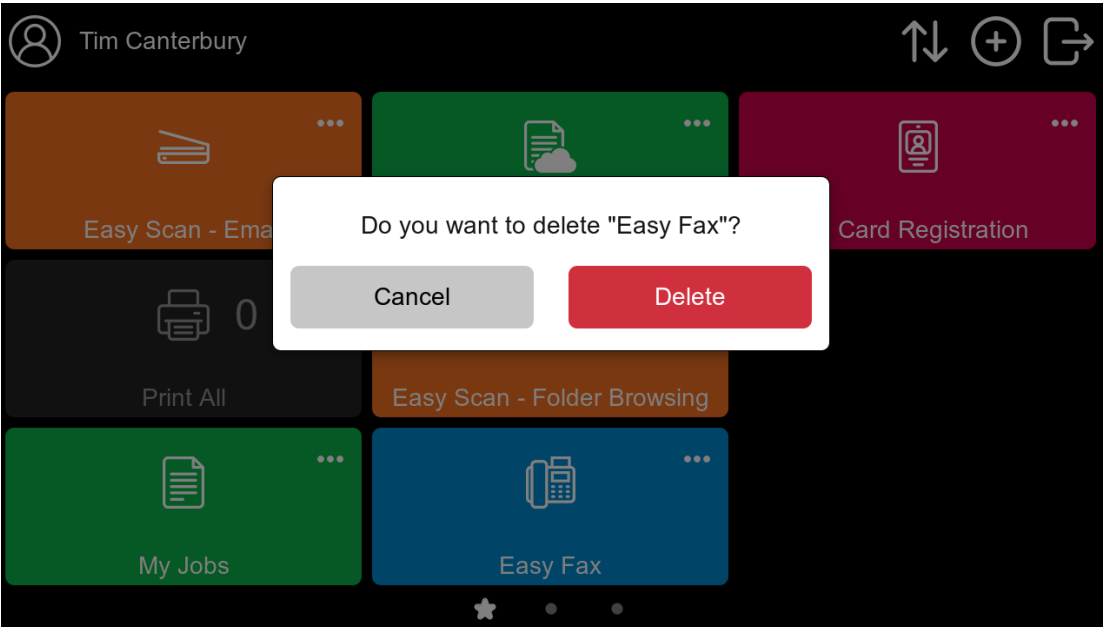 Tim Canterbury
Easy Scan - Ema
Card Registration
Do you want to delete "Easy Fax"?
Cancel
Delete
0
Print All
Easy Scan - Folder Browsing
My Jobs
Easy Fax